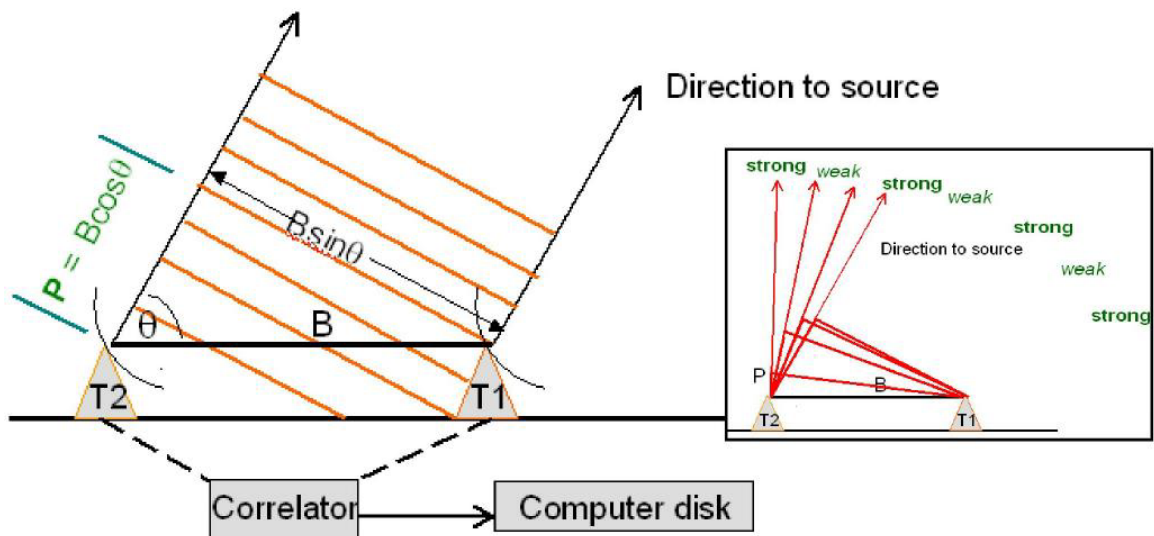 Direction to source
P = Bcosθ
Bsinθ
θ
B
T2
T1
Correlator
Computer disk
strong
weak
strong
weak
strong
weak
strong
Direction to source
P
B
T2
T1